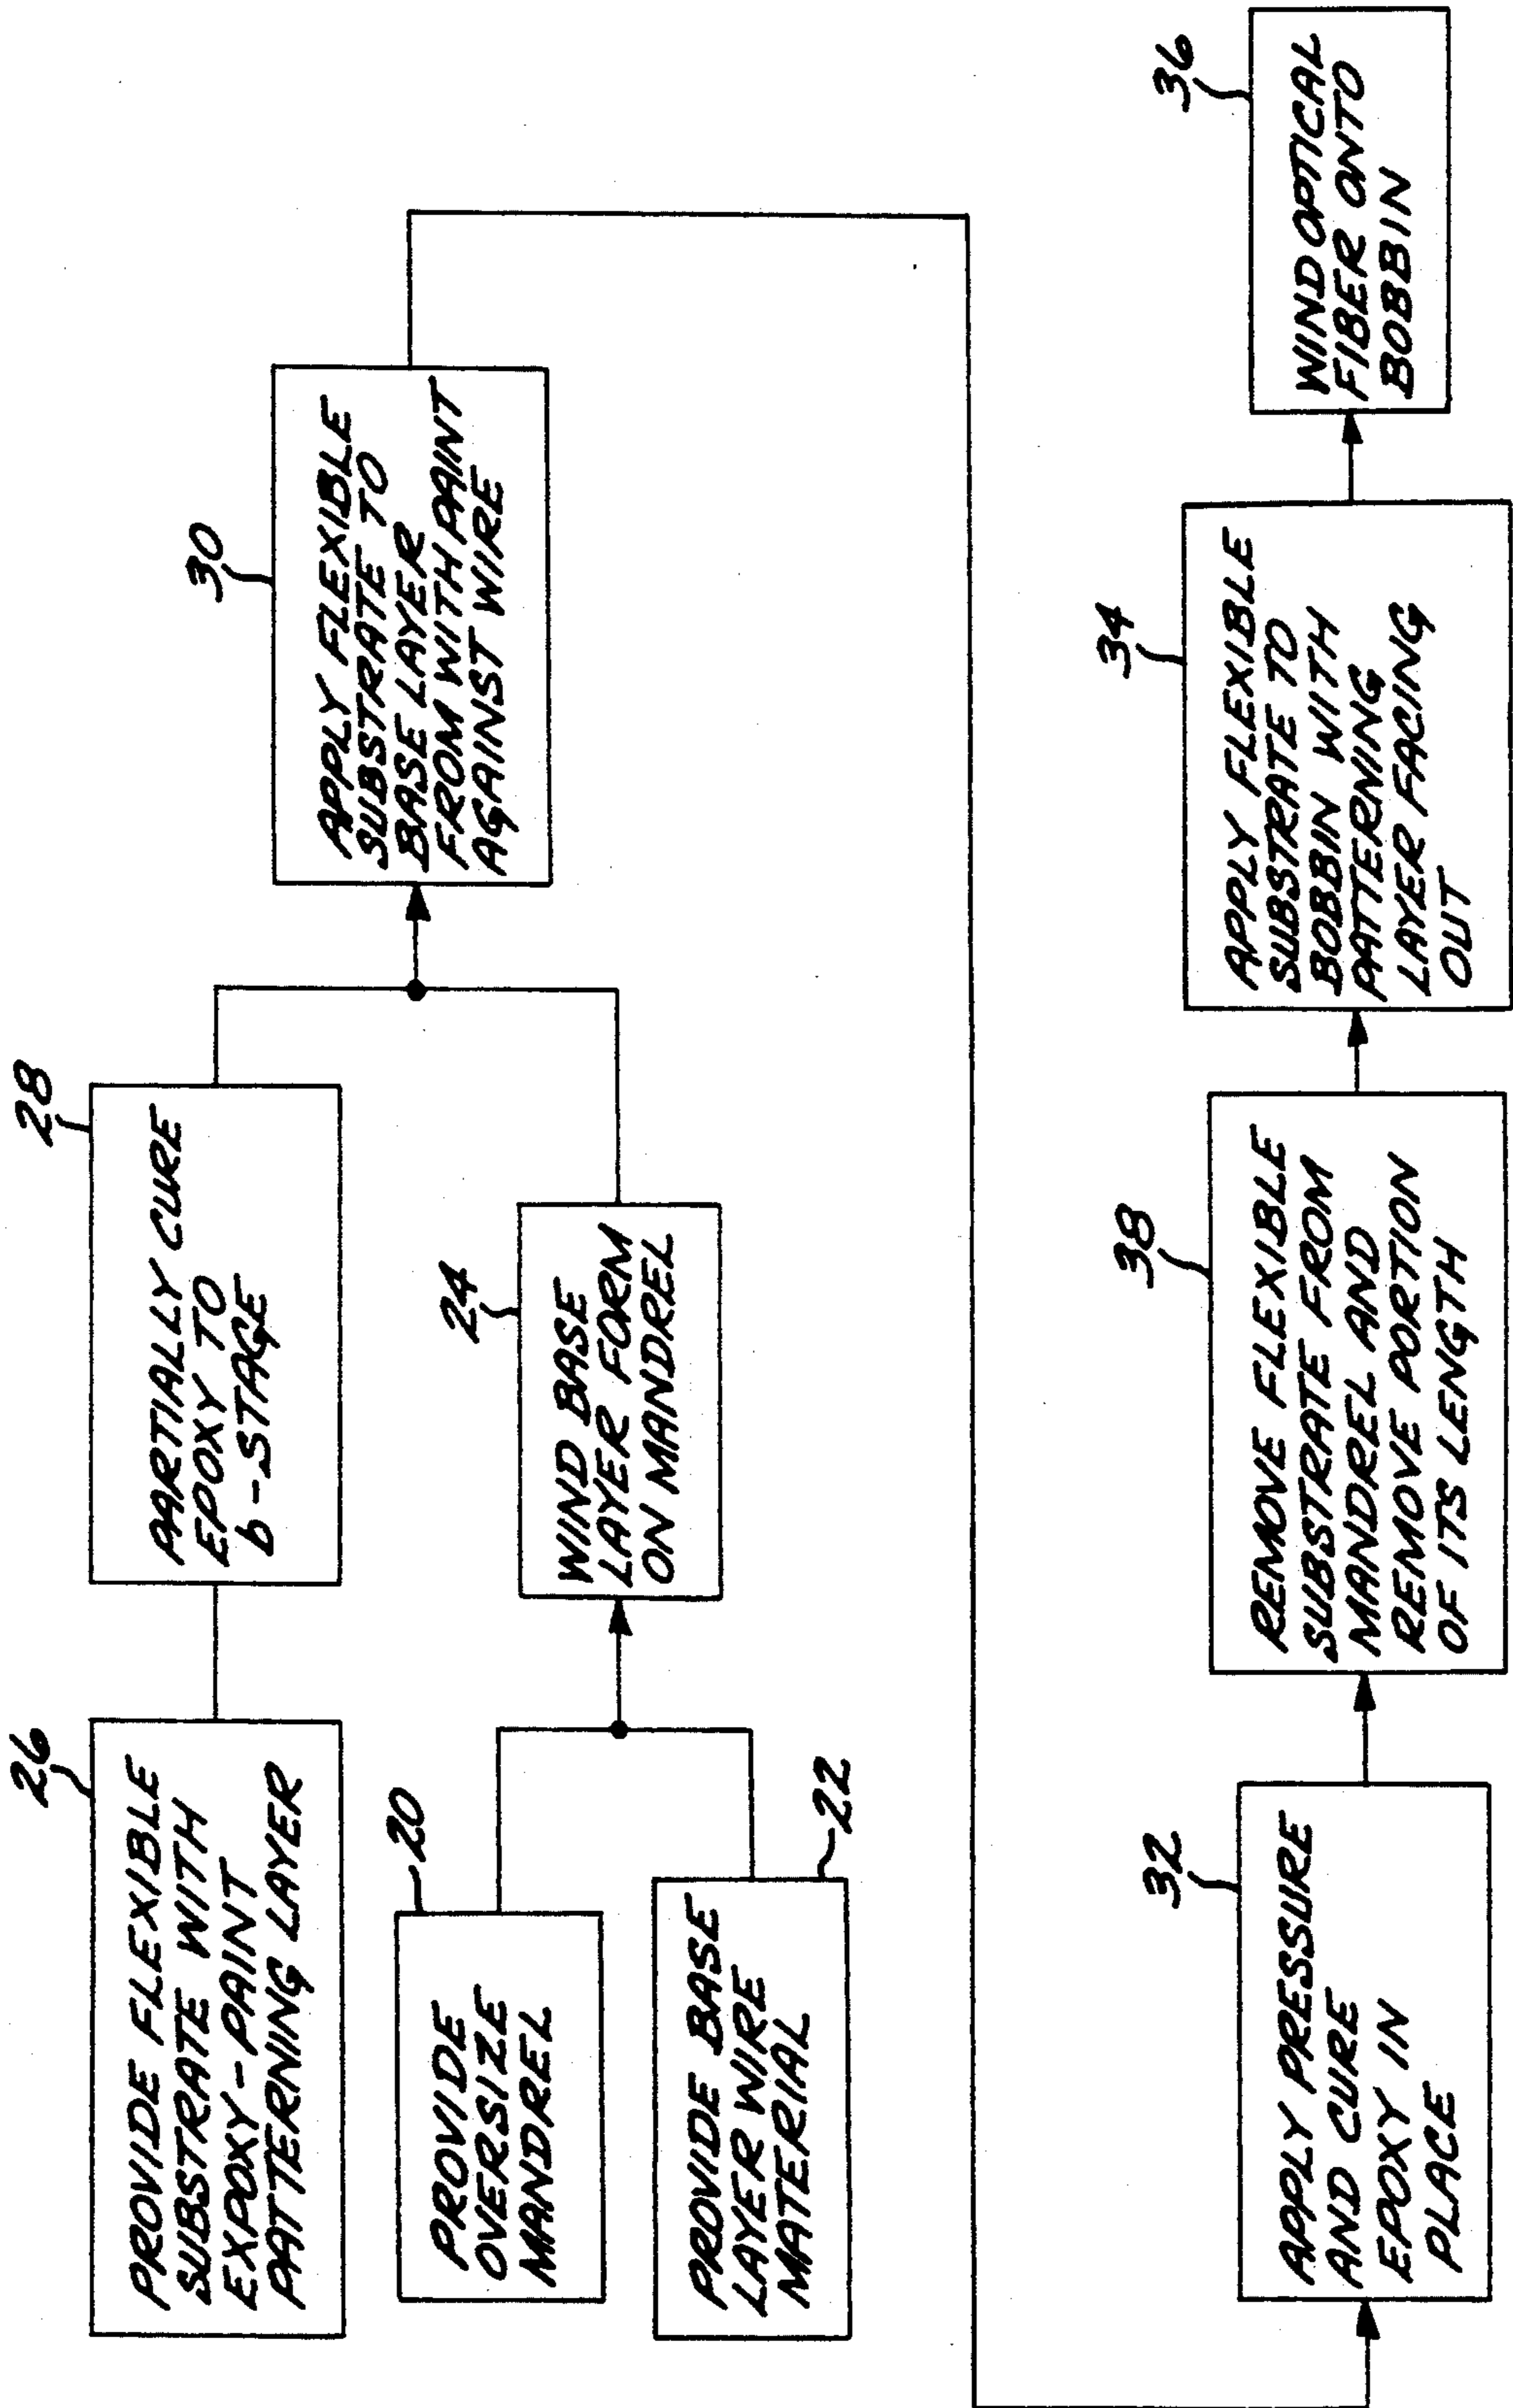 26
PROVIDE FLEXIBLE
SUBSTRATE WITH
EXPOXY-PAINT
PATTERNING LAYER
28
PARTIALLY CURE
EPOXY TO
b-STAGE
20
PROVIDE
OVERSIZE
MANDREL
22
PROVIDE BASE
LAYER WIRE
MATERIAL
24
WIND BASE
LAYER FORM
ON MANDREL
30
APPLY FLEXIBLE
SUBSTRATE TO
BASE LAYER
FROM WITH PAINT
AGAINST WIRE
32
APPLY PRESSURE
AND CURE
EPOXY IN
PLACE
38
REMOVE FLEXIBLE
SUBSTRATE FROM
MANDREL AND
REMOVE PORTION
OF ITS LENGTH
34
APPLY FLEXIBLE
SUBSTRATE TO
BOBBIN WITH
PATTERNING
LAYER FACING
OUT
36
WIND OPTICAL
FIBER ONTO
BOBBIN